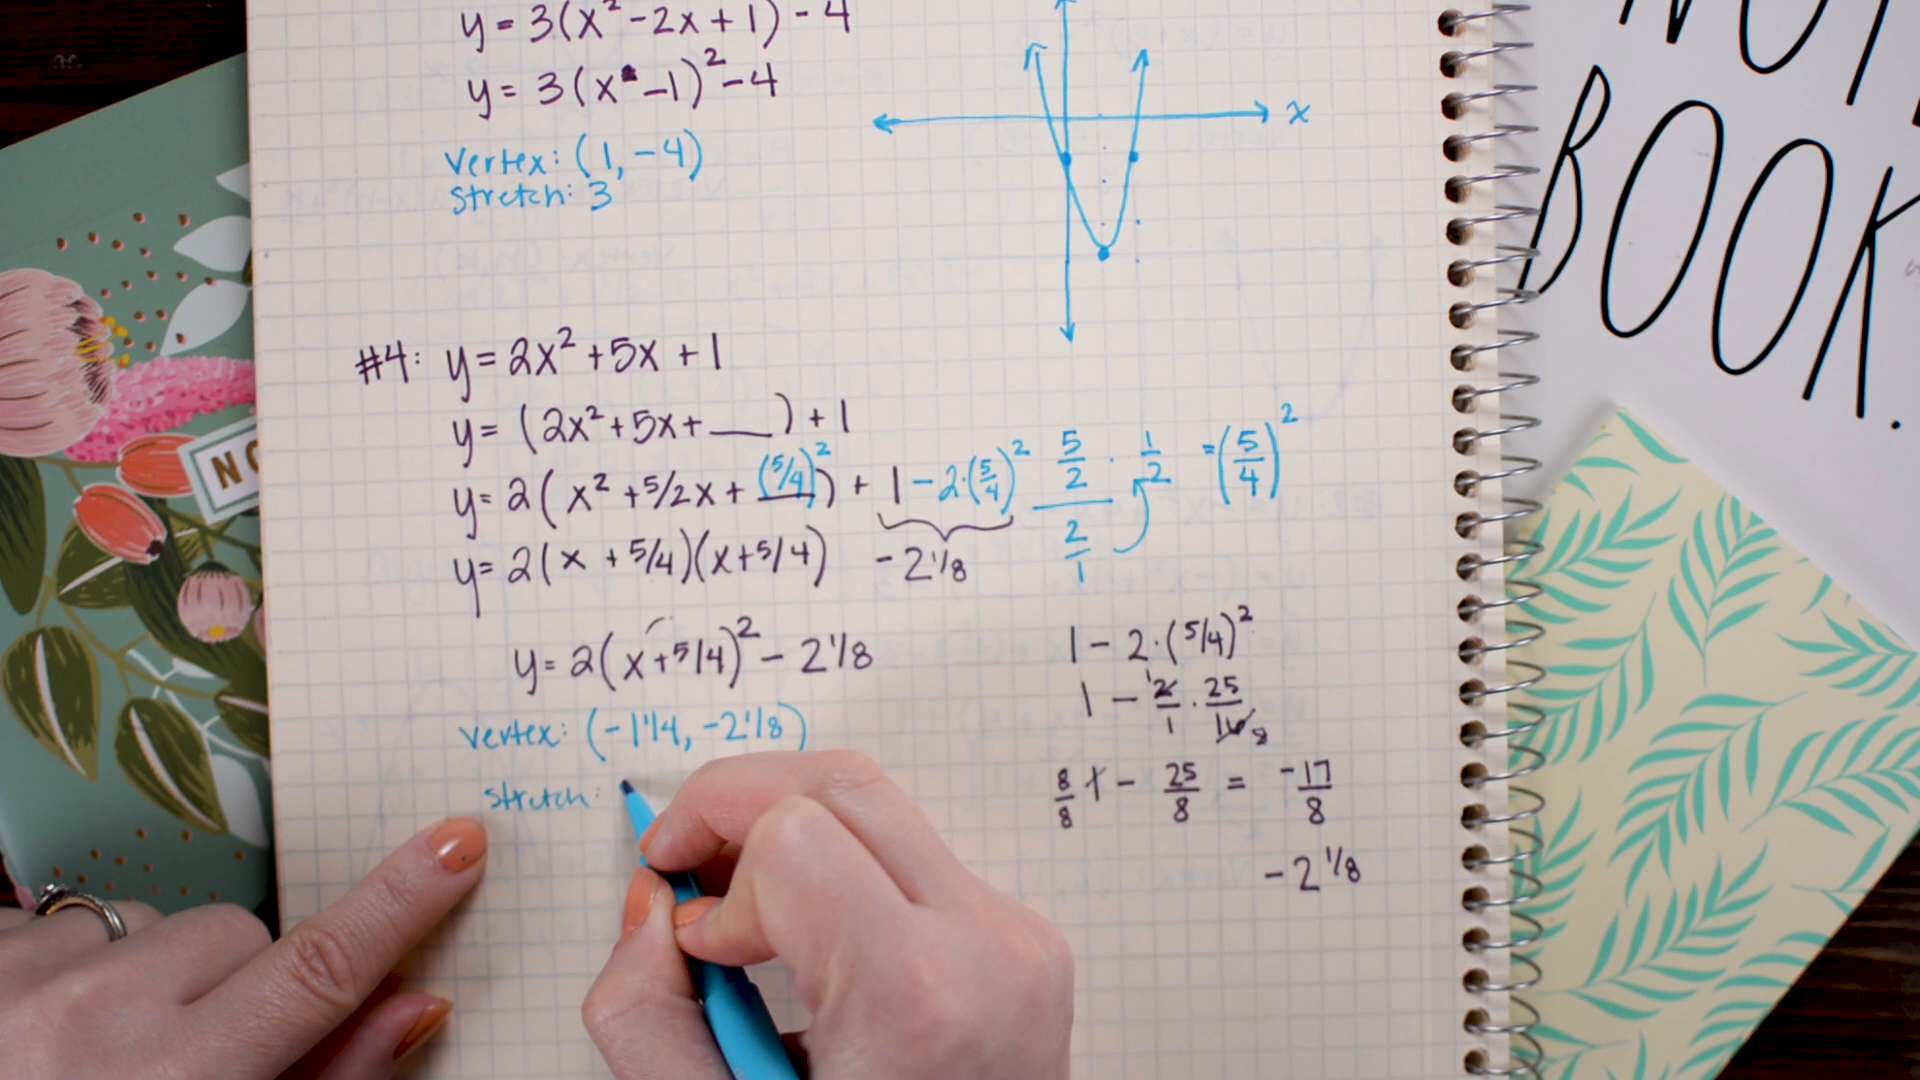 y = 3(x² - 2x + 1) - 4
y = 3(x - 1)² - 4
Vertex: (1, -4)
Stretch: 3
x
#4: y = 2x² + 5x + 1
y = (2x² + 5x + ___) + 1
y = 2(x² + 5/2x + (5/4)²) + 1 - 2·(5/4)²
5/2 · 1/2 = (5/4)²
2/1
y = 2(x + 5/4)(x + 5/4) - 2 1/8
y = 2(x + 5/4)² - 2 1/8
Vertex: (-1 1/4, -2 1/8)
Stretch:
1 - 2·(5/4)²
1 - 2/1 · 25/16 8
8/8 1 - 25/8 = -17/8
-2 1/8
BOOK.